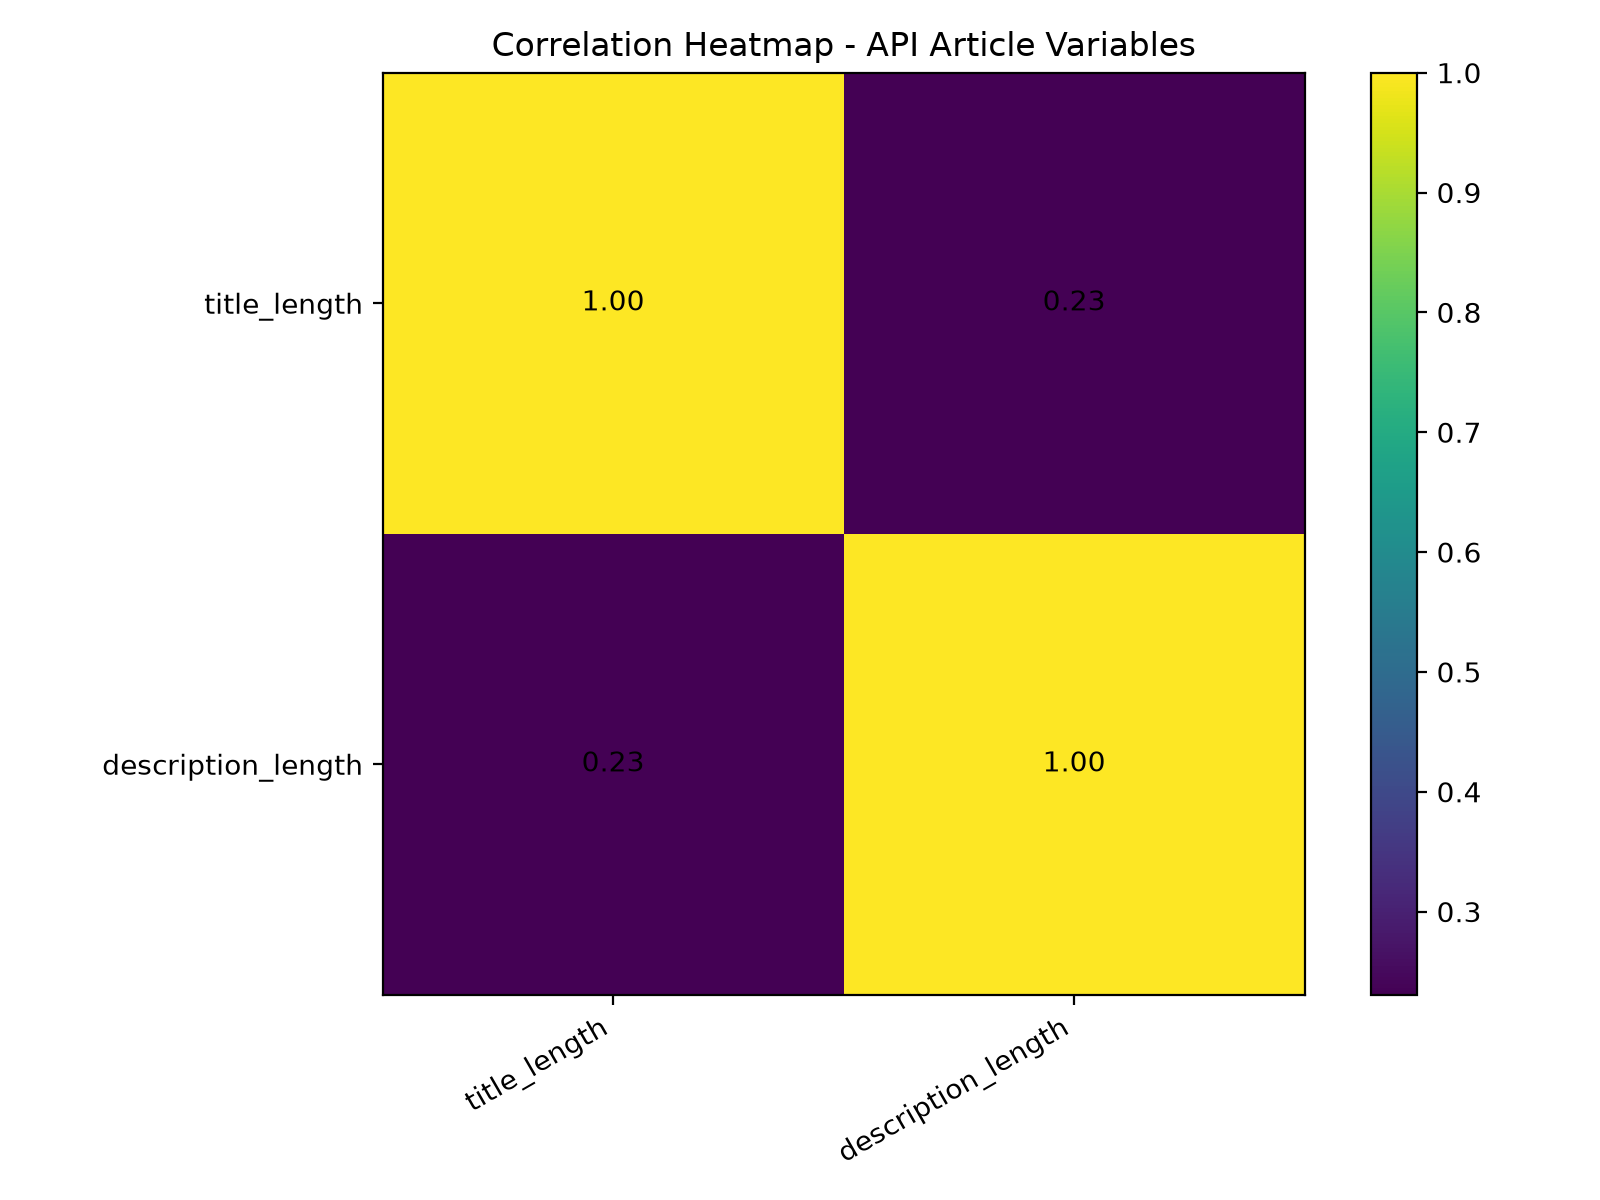 Correlation Heatmap - API Article Variables
title_length
1.00
0.23
description_length
0.23
1.00
title_length
description_length
1.0
0.9
0.8
0.7
0.6
0.5
0.4
0.3